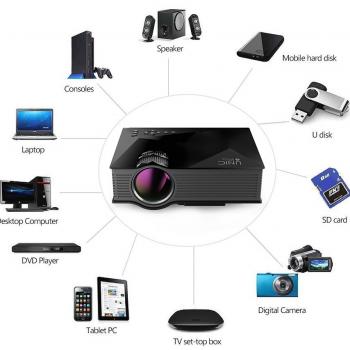 Speaker
Mobile hard disk
Consoles
U disk
Laptop
Desktop Computer
SD card
DVD Player
Digital Camera
Tablet PC
TV set-top box